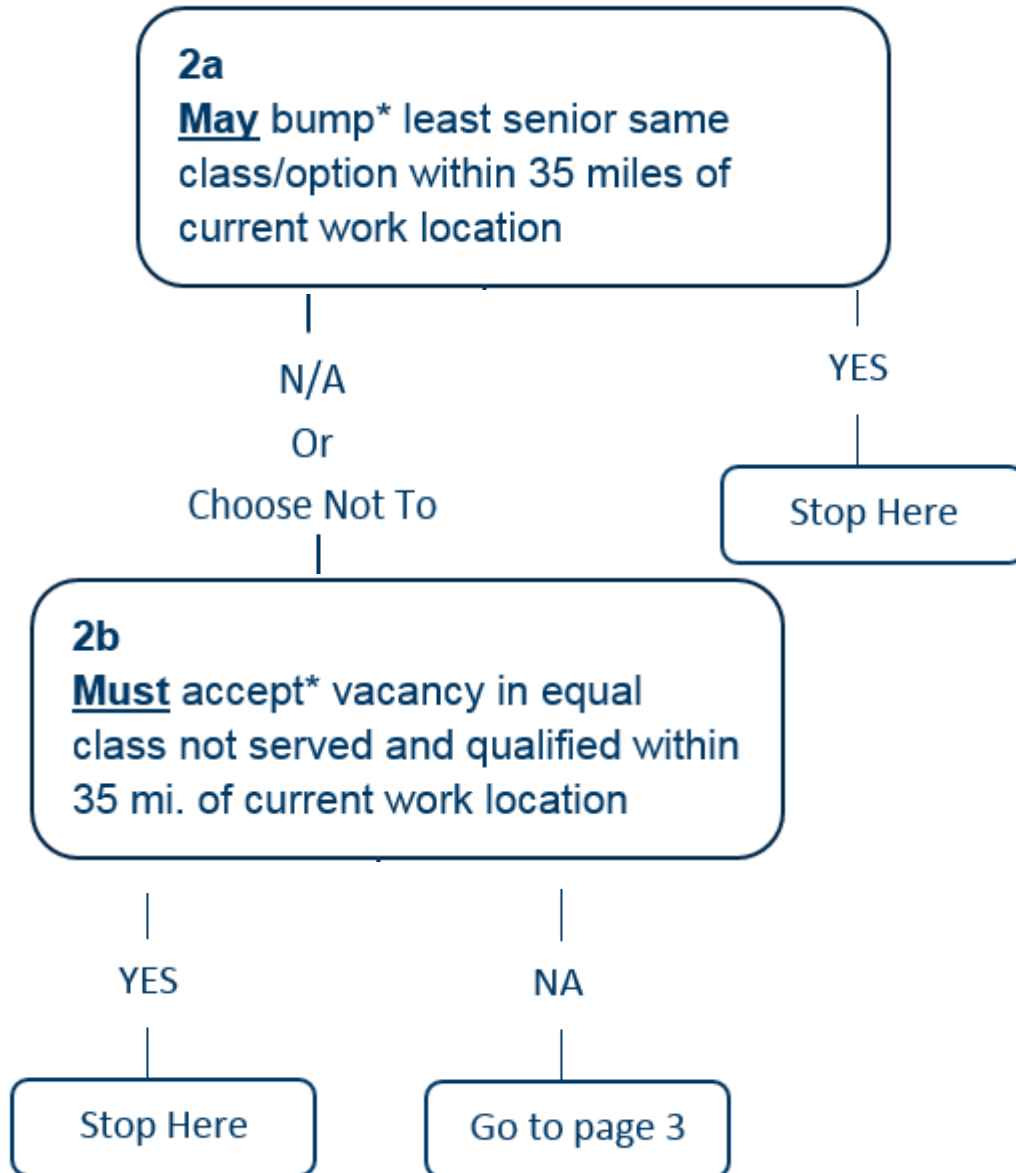 2a
May bump* least senior same
class/option within 35 miles of
current work location
N/A
Or
Choose Not To
YES
Stop Here
2b
Must accept* vacancy in equal
class not served and qualified within
35 mi. of current work location
YES
NA
Stop Here
Go to page 3